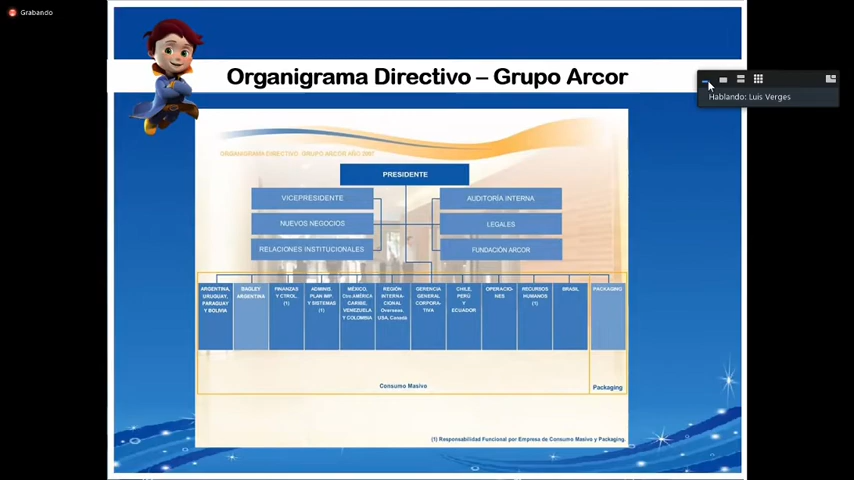 Grabando
Organigrama Directivo – Grupo Arcor
Hablando: Luis Verges
ORGANIGRAMA DIRECTIVO. GRUPO ARCOR AÑO 2007
PRESIDENTE
VICEPRESIDENTE
AUDITORÍA INTERNA
NUEVOS NEGOCIOS
LEGALES
RELACIONES INSTITUCIONALES
FUNDACIÓN ARCOR
ARGENTINA,
URUGUAY,
PARAGUAY
Y BOLIVIA
BAGLEY
ARGENTINA
FINANZAS
Y CTROL.
(1)
ADMINIS.
PLAN IMP.
Y SISTEMAS
(1)
MÉXICO,
Ctro.AMÉRICA
CARIBE,
VENEZUELA
Y COLOMBIA
REGIÓN
INTERNA-
CIONAL
Overseas,
USA, Canadá
GERENCIA
GENERAL
CORPORA-
TIVA
CHILE,
PERÚ
Y
ECUADOR
OPERACIO-
NES
RECURSOS
HUMANOS
(1)
BRASIL
PACKAGING
Consumo Masivo
Packaging
(1) Responsabilidad Funcional por Empresa de Consumo Masivo y Packaging.